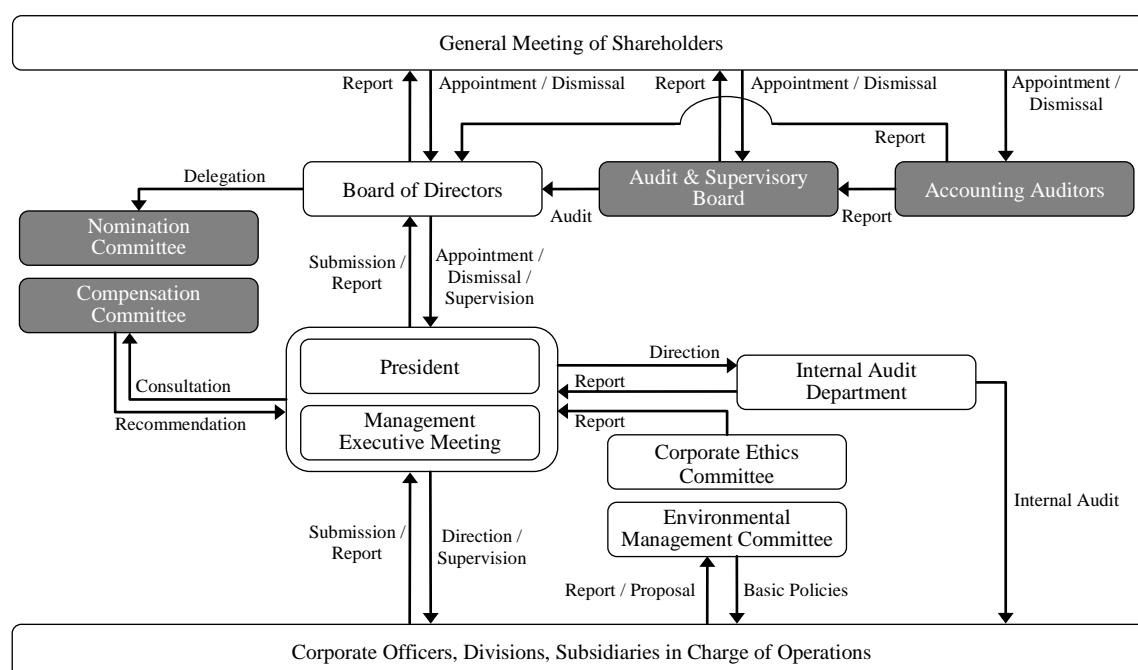 General Meeting of Shareholders
Report
Appointment / Dismissal
Report
Appointment / Dismissal
Appointment /
Dismissal
Report
Delegation
Board of Directors
Audit & Supervisory
Board
Accounting Auditors
Audit
Report
Nomination
Committee
Submission /
Report
Appointment /
Dismissal /
Supervision
Compensation
Committee
President
Direction
Internal Audit
Department
Consultation
Report
Recommendation
Management
Executive Meeting
Report
Corporate Ethics
Committee
Internal Audit
Submission /
Report
Direction /
Supervision
Environmental
Management Committee
Report / Proposal
Basic Policies
Corporate Officers, Divisions, Subsidiaries in Charge of Operations